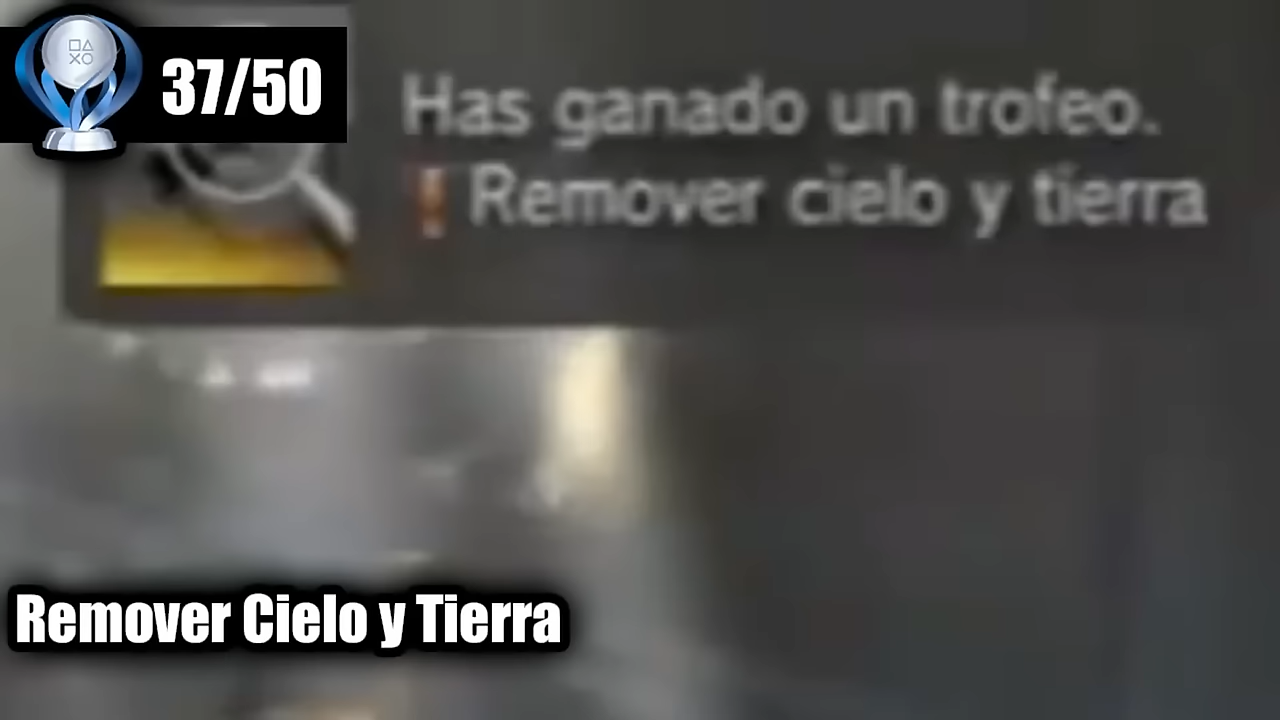 37/50
Has ganado un trofeo.
Remover cielo y tierra
Remover Cielo y Tierra